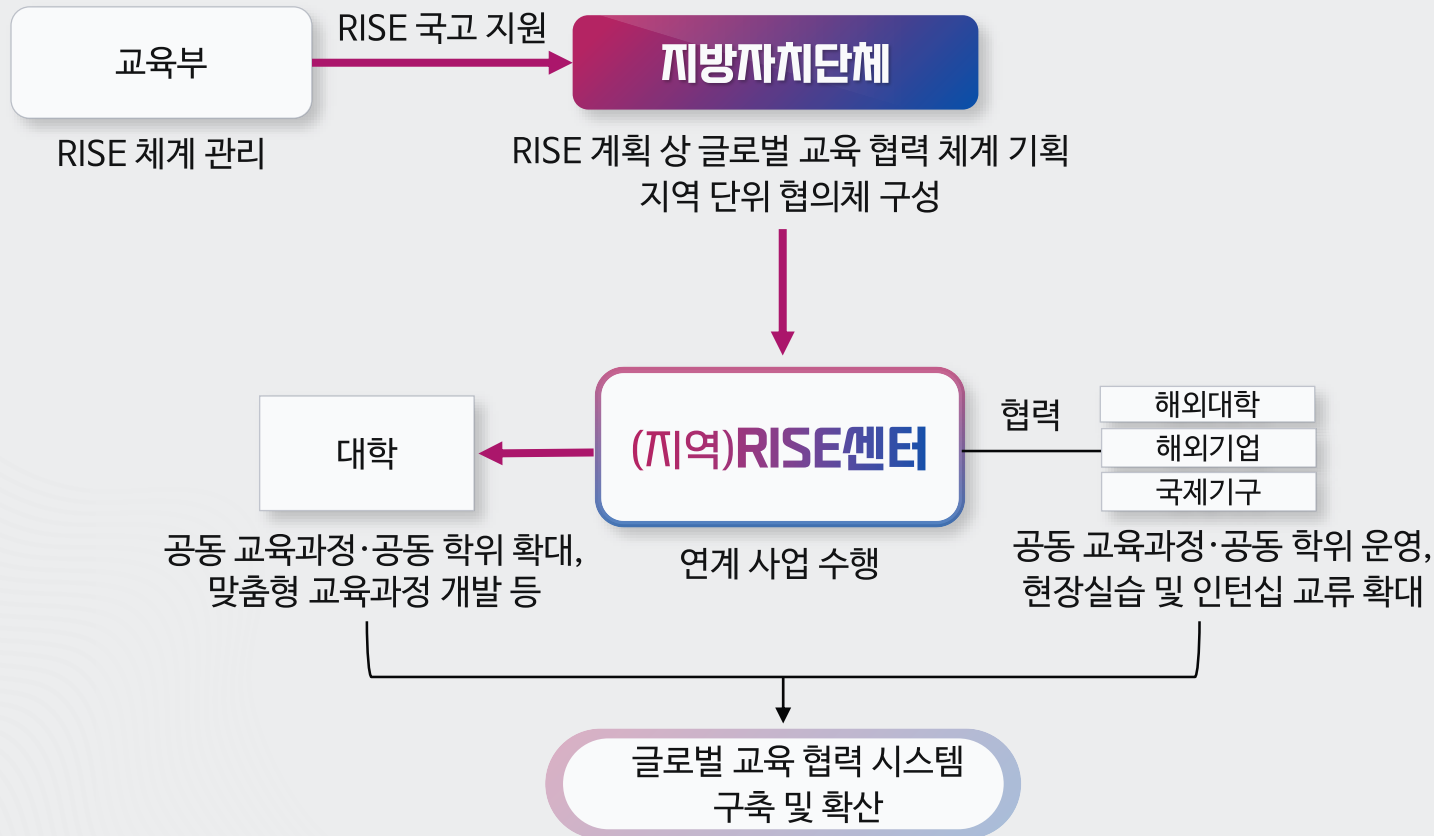 교육부
RISE 국고 지원
지방자치단체
RISE 체계 관리
RISE 계획 상 글로벌 교육 협력 체계 기획
지역 단위 협의체 구성
대학
(지역)RISE센터
협력
해외대학
해외기업
국제기구
공동 교육과정·공동 학위 확대,
맞춤형 교육과정 개발 등
연계 사업 수행
공동 교육과정·공동 학위 운영,
현장실습 및 인턴십 교류 확대
글로벌 교육 협력 시스템
구축 및 확산